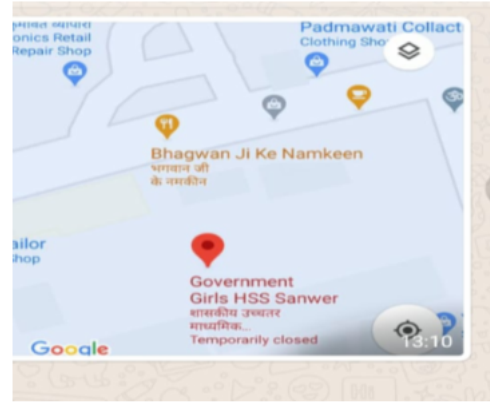 onics Retail
Repair Shop
Padmawati Collect
Clothing Sho
Bhagwan Ji Ke Namkeen
भगवान जी
के नमकीन
ailor
hop
Government
Girls HSS Sanwer
शासकीय उच्चतर
माध्यमिक...
Temporarily closed
Google
13:10